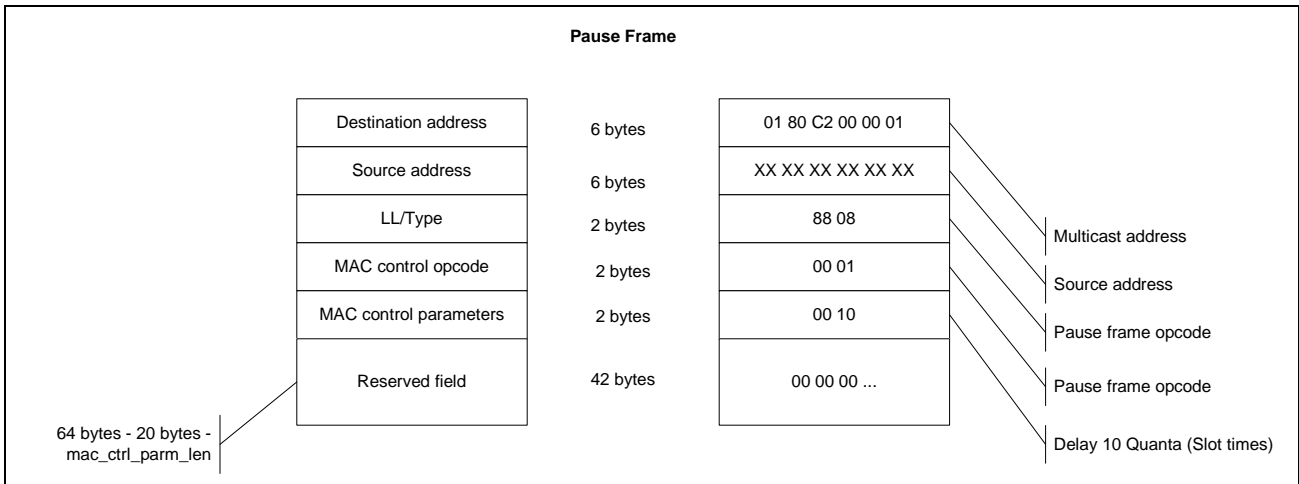 Pause Frame
Destination address
6 bytes
01 80 C2 00 00 01
Source address
6 bytes
XX XX XX XX XX XX
LL/Type
2 bytes
88 08
MAC control opcode
2 bytes
00 01
MAC control parameters
2 bytes
00 10
Reserved field
42 bytes
00 00 00 ...
Multicast address
Source address
Pause frame opcode
Pause frame opcode
Delay 10 Quanta (Slot times)
64 bytes - 20 bytes -
mac_ctrl_parm_len